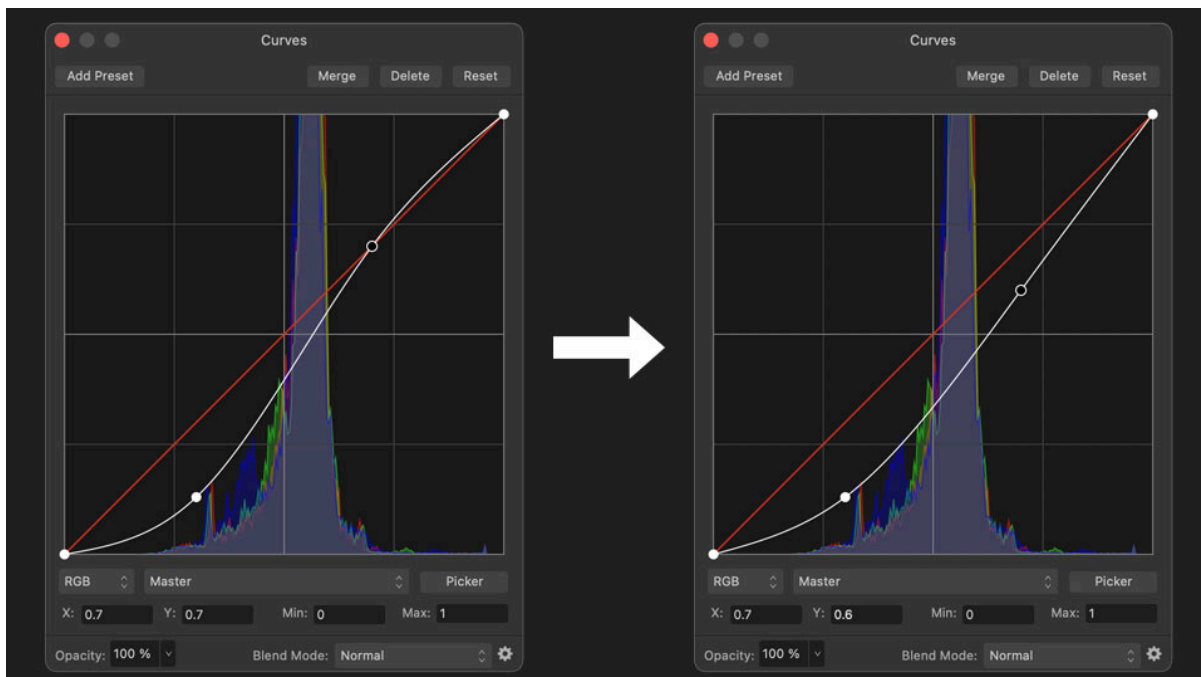 Curves
Add Preset Merge Delete Reset
RGB Master Picker
X: 0.7 Y: 0.7 Min: 0 Max: 1
Opacity: 100 % Blend Mode: Normal
Curves
Add Preset Merge Delete Reset
RGB Master Picker
X: 0.7 Y: 0.6 Min: 0 Max: 1
Opacity: 100 % Blend Mode: Normal